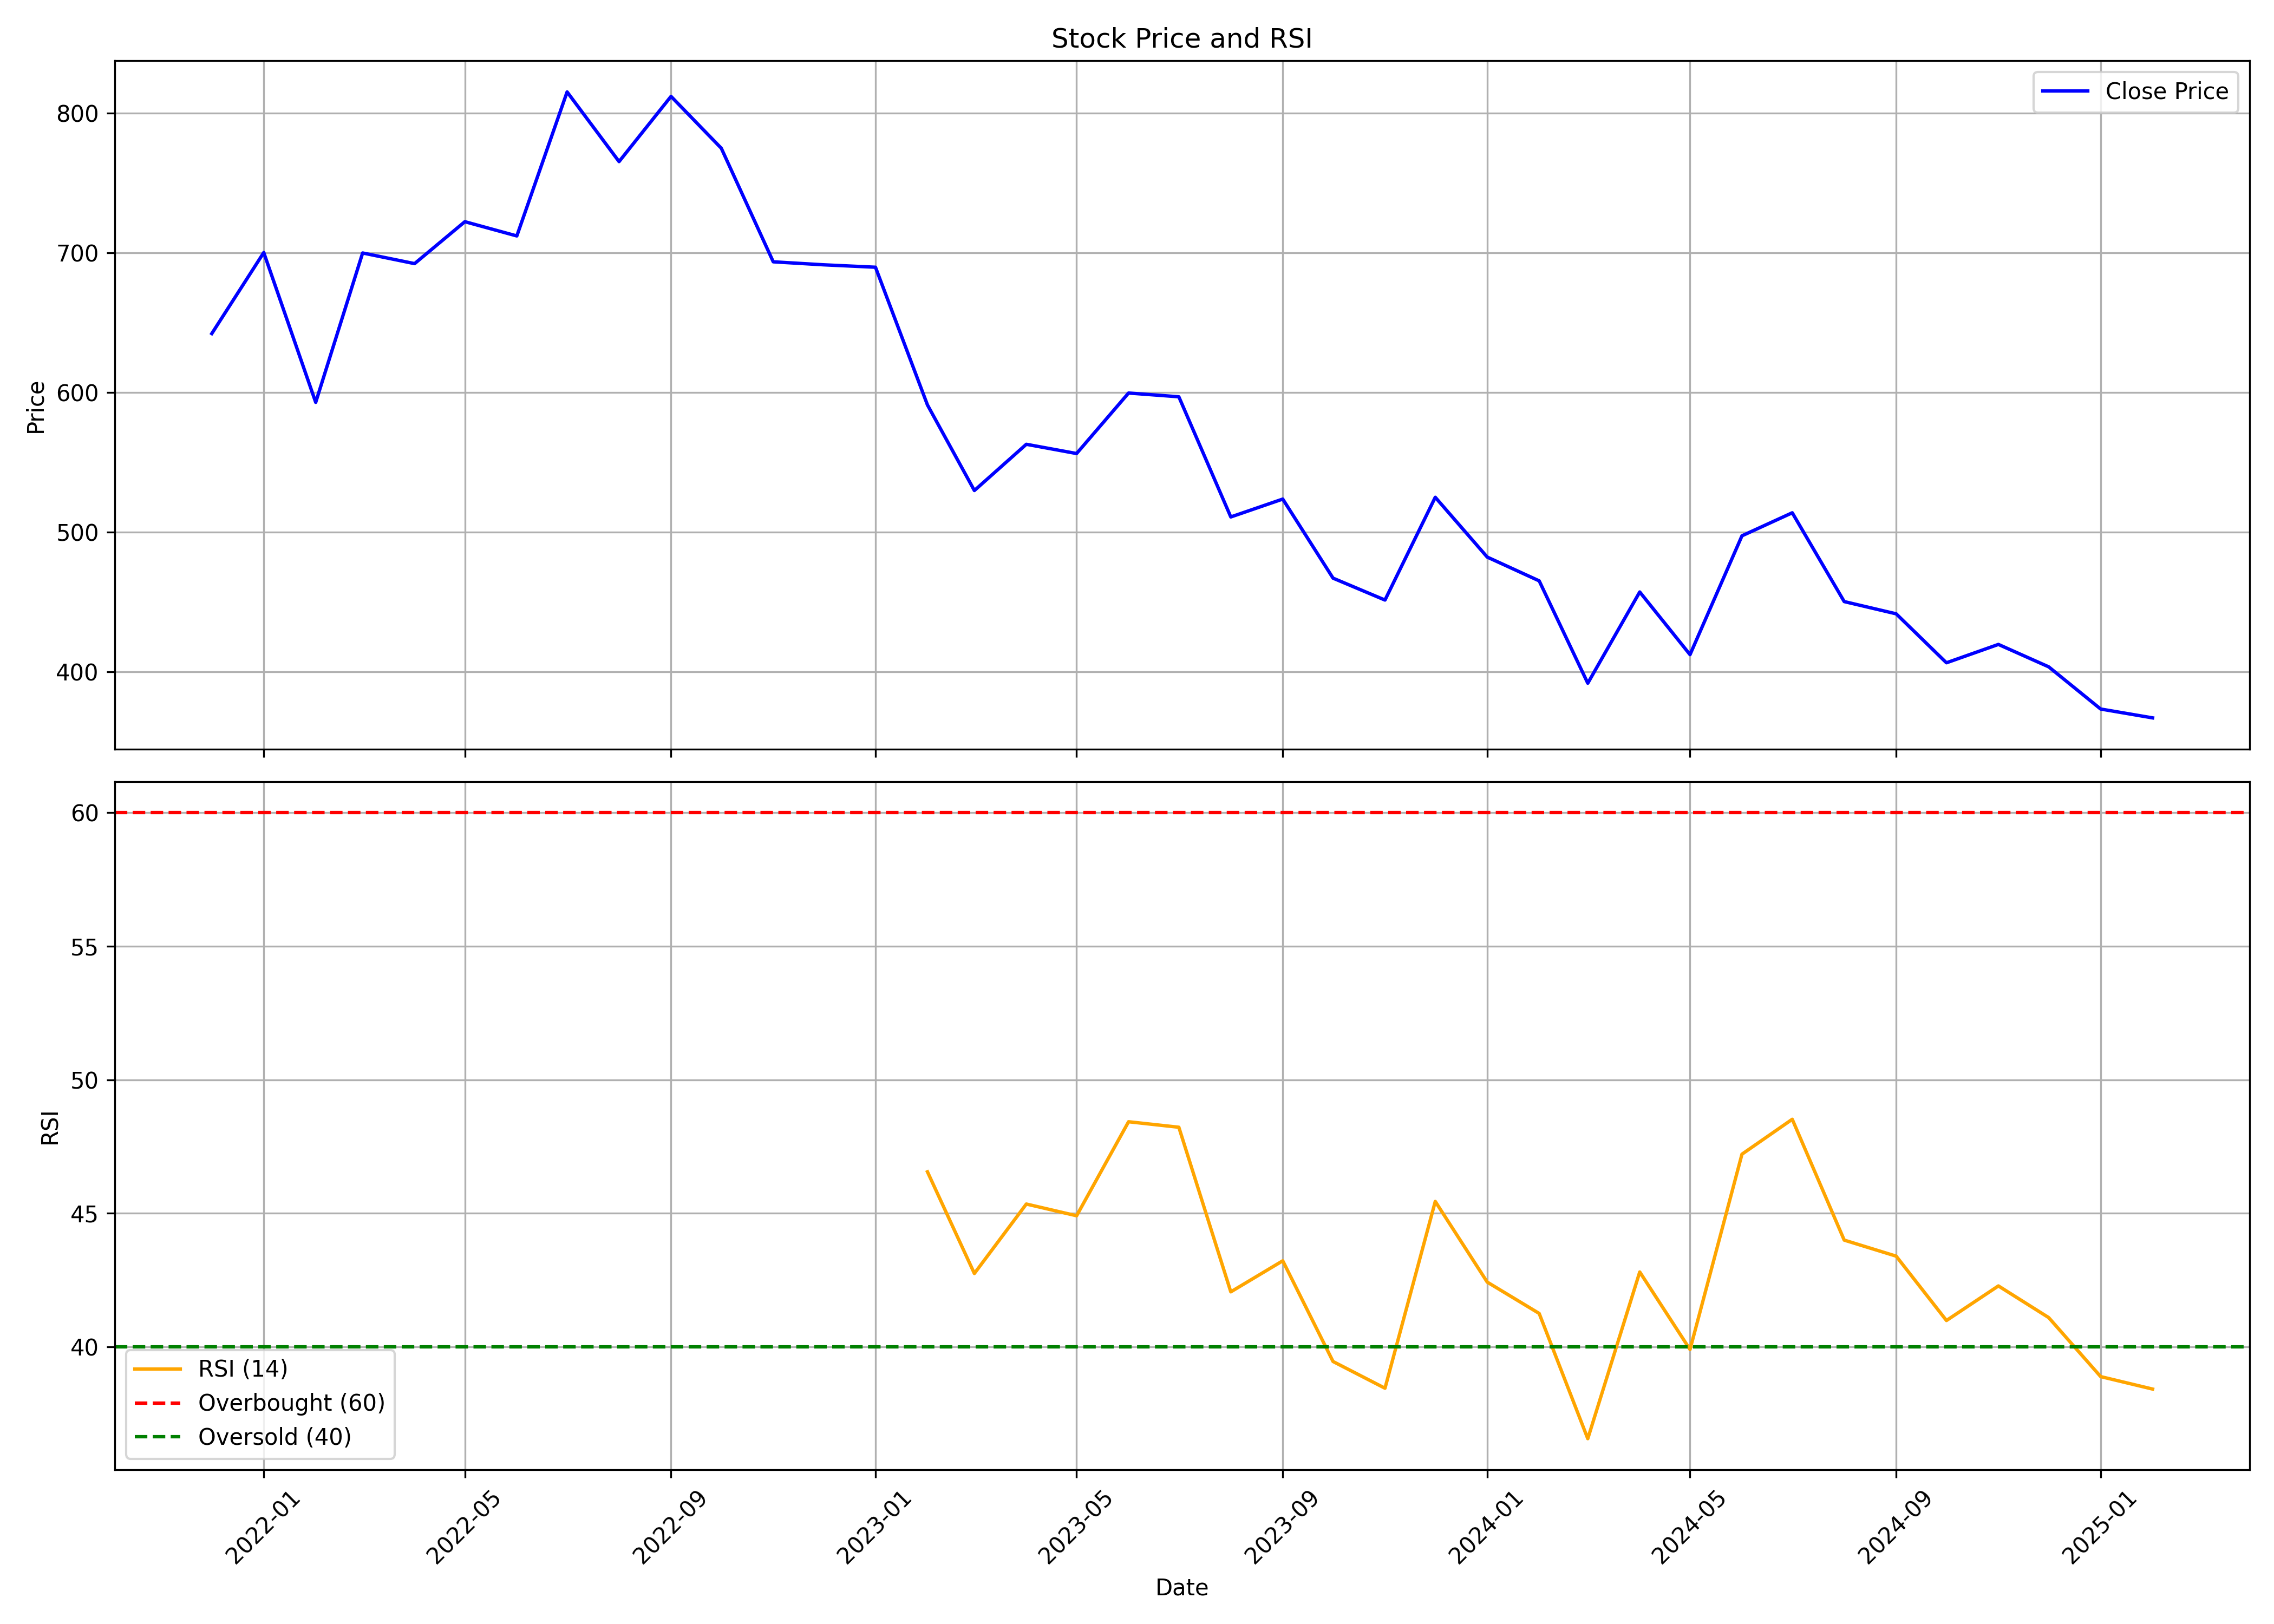 Stock Price and RSI
Close Price
Price
800
700
600
500
400
RSI
60
55
50
45
40
RSI (14)
Overbought (60)
Oversold (40)
2022-01
2022-05
2022-09
2023-01
2023-05
2023-09
2024-01
2024-05
2024-09
2025-01
Date